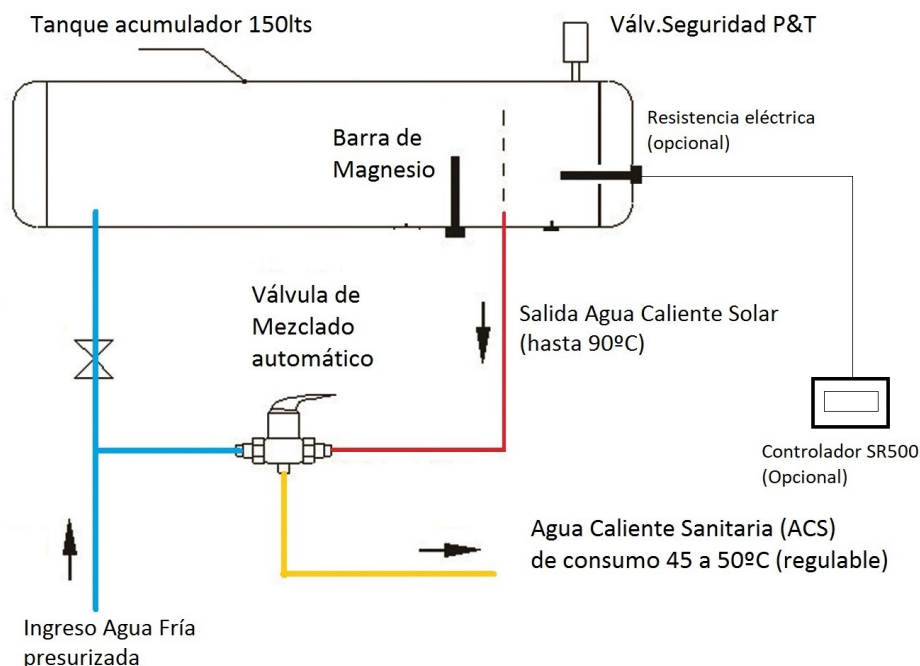 Tanque acumulador 150lts
Válv.Seguridad P&T
Resistencia eléctrica
(opcional)
Barra de
Magnesio
Válvula de
Mezclado
automático
Salida Agua Caliente Solar
(hasta 90ºC)
Controlador SR500
(Opcional)
Agua Caliente Sanitaria (ACS)
de consumo 45 a 50ºC (regulable)
Ingreso Agua Fría
presurizada